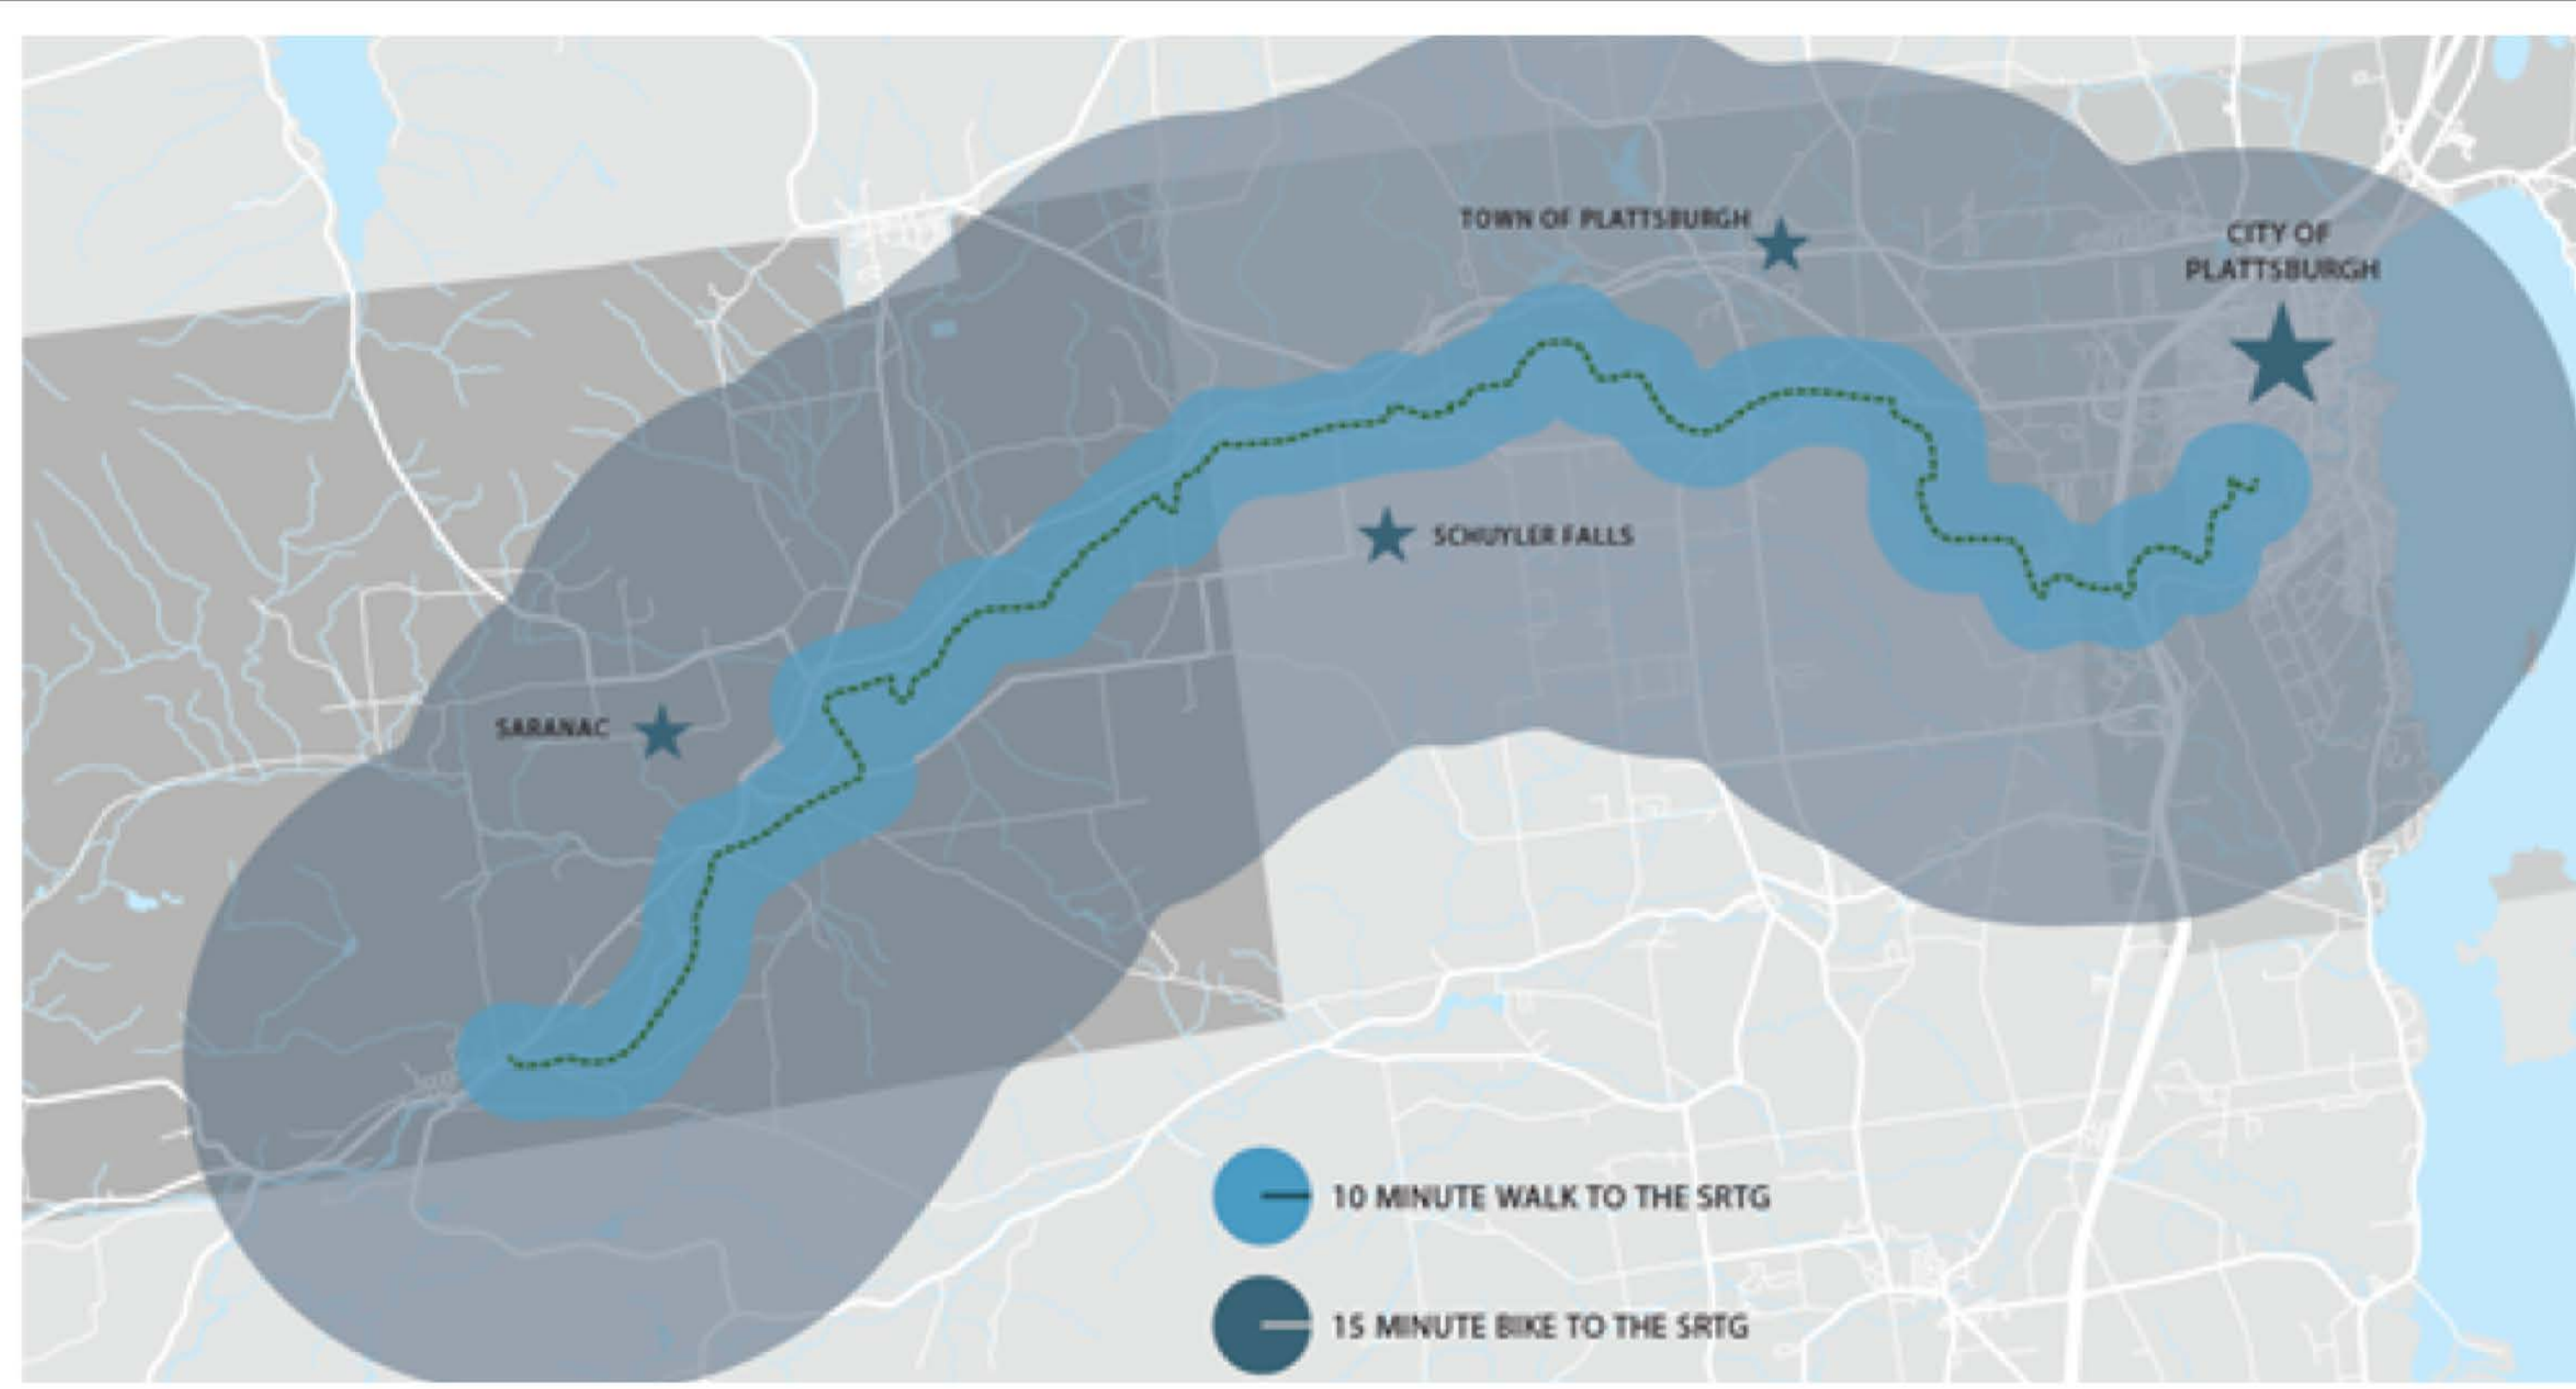 TOWN OF PLATTSBURGH
CITY OF
PLATTSBURGH
SCHUYLER FALLS
SARANAC
10 MINUTE WALK TO THE SRTG
15 MINUTE BIKE TO THE SRTG